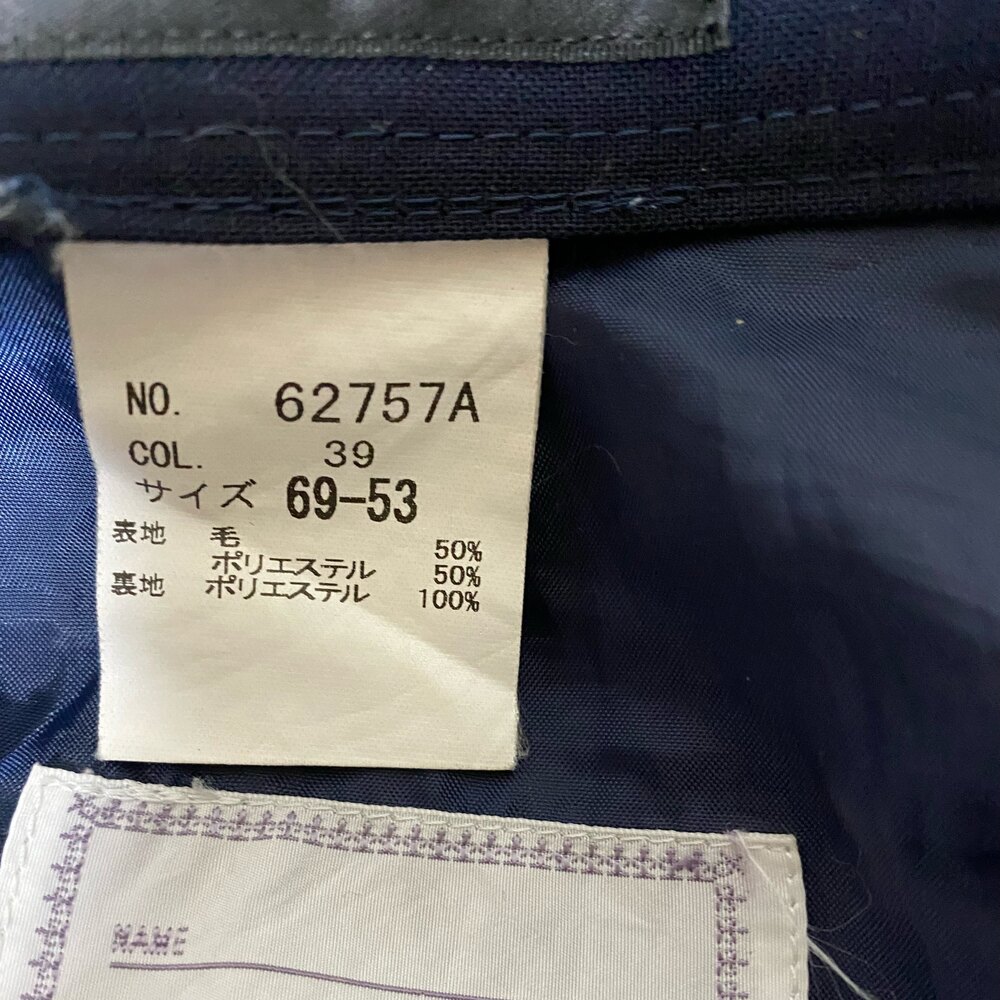 NO. 62757A
COL. 39
サイズ 69-53
表地 毛 50%
ポリエステル 50%
裏地 ポリエステル 100%
NAME